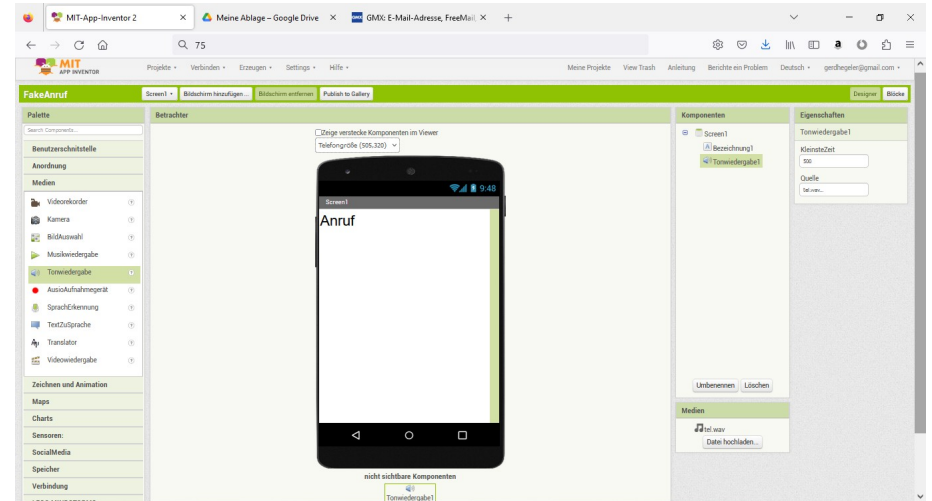 MIT-App-Inventor 2
Meine Ablage – Google Drive
GMX: E-Mail-Adresse, FreeMail,
75
MIT
APP INVENTOR
Projekte
Verbinden
Erzeugen
Settings
Hilfe
Meine Projekte
View Trash
Anleitung
Berichte ein Problem
Deutsch
gerdhegeler@gmail.com
FakeAnruf
Screen1
Bildschirm hinzufügen...
Bildschirm entfernen
Publish to Gallery
Designer
Blöcke
Palette
Search Components...
Benutzerschnitstelle
Anordnung
Medien
Videorekorder
Kamera
BildAuswahl
Musikwiedergabe
Tonwiedergabe
AusioAufnahmegerät
SprachErkennung
TextZuSprache
Translator
Videowiedergabe
Zeichnen und Animation
Maps
Charts
Sensoren:
SocialMedia
Speicher
Verbindung
Betrachter
Zeige verstecke Komponenten im Viewer
Telefongröße (505,320)
9:48
Screen1
Anruf
nicht sichtbare Komponenten
Tonwiedergabe1
Komponenten
Screen1
Bezeichnung1
Tonwiedergabe1
Umbenennen
Löschen
Medien
tel.wav
Datei hochladen...
Eigenschaften
Tonwiedergabe1
KleinsteZeit
500
Quelle
tel.wav...